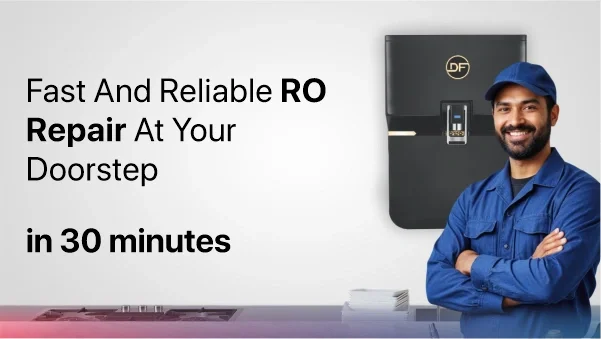 Fast And Reliable RO
Repair At Your
Doorstep
in 30 minutes
DF